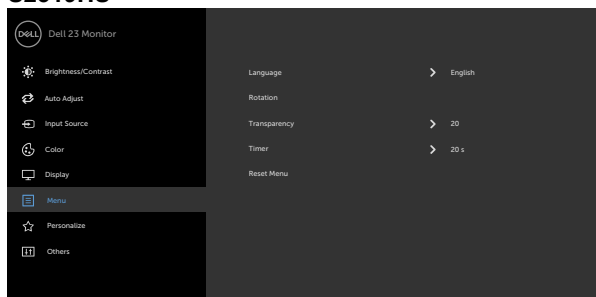 DELL Dell 23 Monitor
Brightness/Contrast
Auto Adjust
Input Source
Color
Display
Menu
Personalize
Others
Language English
Rotation
Transparency 20
Timer 20 s
Reset Menu